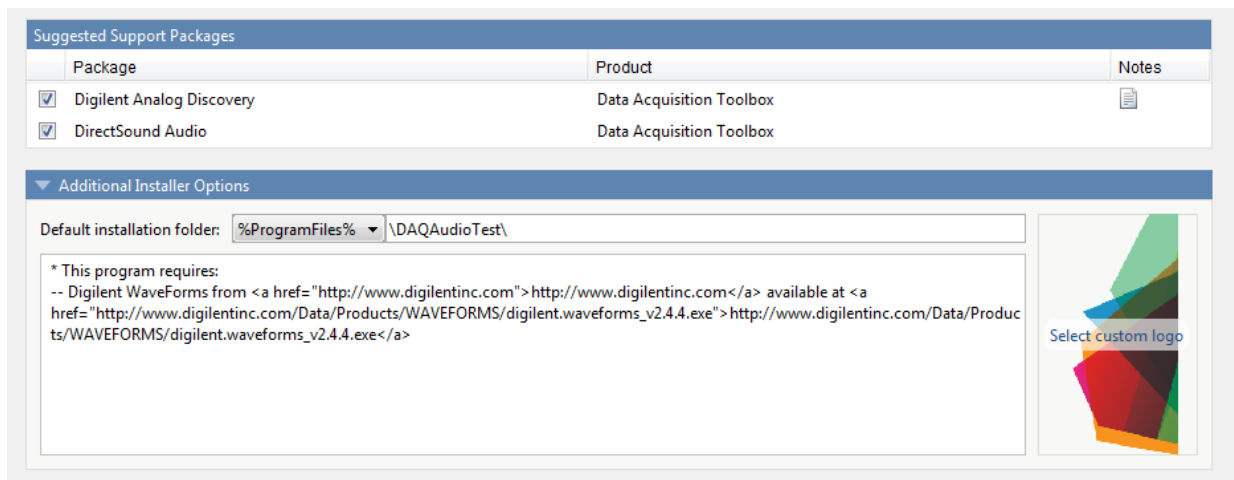 Suggested Support Packages
Package Product Notes
Digilent Analog Discovery Data Acquisition Toolbox
DirectSound Audio Data Acquisition Toolbox
Additional Installer Options
Default installation folder: %ProgramFiles% \DAQAudioTest\
* This program requires:
-- Digilent WaveForms from <a href="http://www.digilentinc.com">http://www.digilentinc.com</a> available at <a
href="http://www.digilentinc.com/Data/Products/WAVEFORMS/digilent.waveforms_v2.4.4.exe">http://www.digilentinc.com/Data/Produc
ts/WAVEFORMS/digilent.waveforms_v2.4.4.exe</a>
Select custom logo